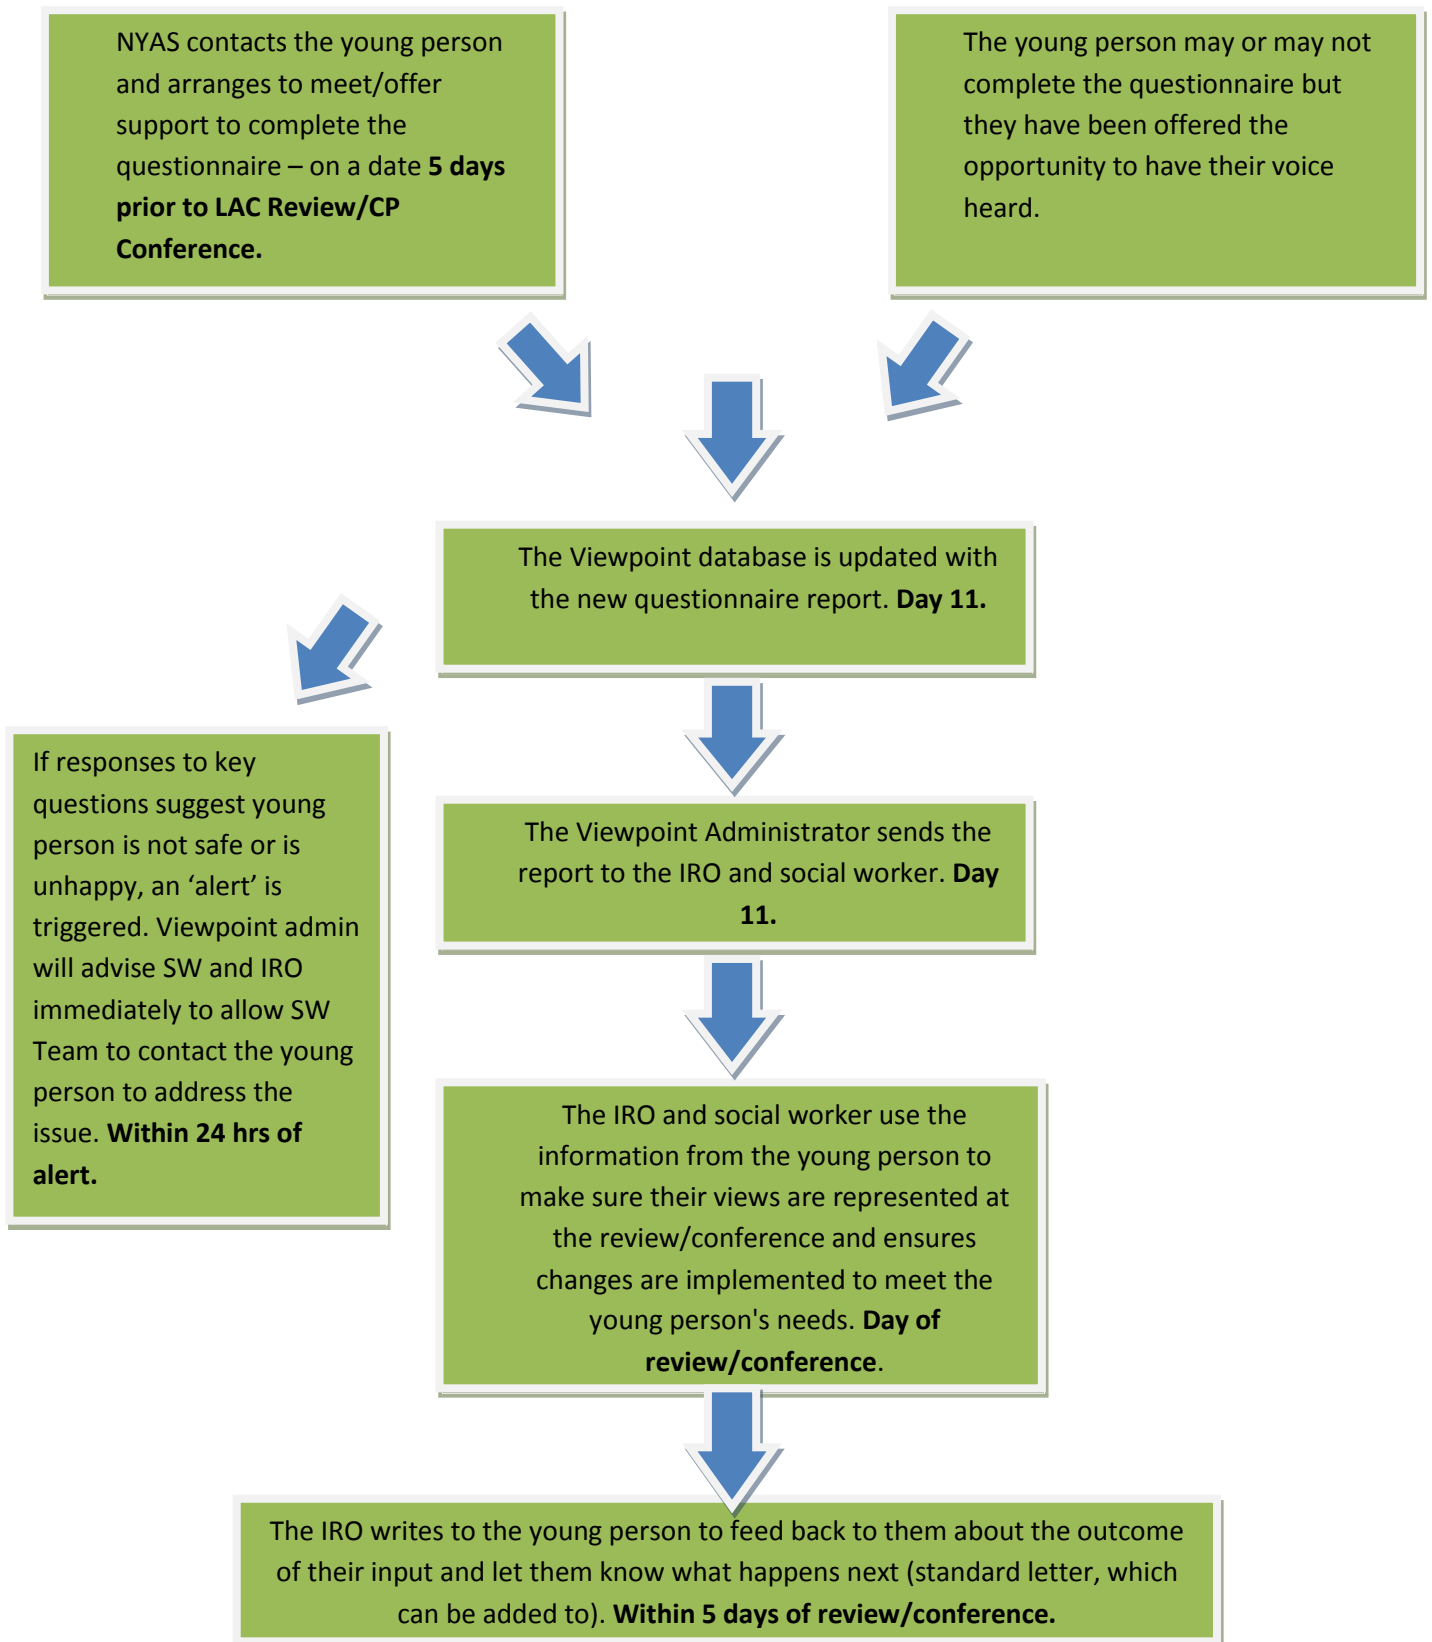 NYAS contacts the young person
and arranges to meet/offer
support to complete the
questionnaire – on a date 5 days
prior to LAC Review/CP
Conference.
The young person may or may not
complete the questionnaire but
they have been offered the
opportunity to have their voice
heard.
The Viewpoint database is updated with
the new questionnaire report. Day 11.
If responses to key
questions suggest young
person is not safe or is
unhappy, an ‘alert’ is
triggered. Viewpoint admin
will advise SW and IRO
immediately to allow SW
Team to contact the young
person to address the
issue. Within 24 hrs of
alert.
The Viewpoint Administrator sends the
report to the IRO and social worker. Day
11.
The IRO and social worker use the
information from the young person to
make sure their views are represented at
the review/conference and ensures
changes are implemented to meet the
young person's needs. Day of
review/conference.
The IRO writes to the young person to feed back to them about the outcome
of their input and let them know what happens next (standard letter, which
can be added to). Within 5 days of review/conference.